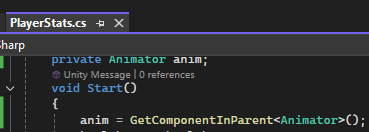 PlayerStats.cs
Sharp
private Animator anim;
Unity Message | 0 references
void Start()
{
anim = GetComponentInParent<Animator>();